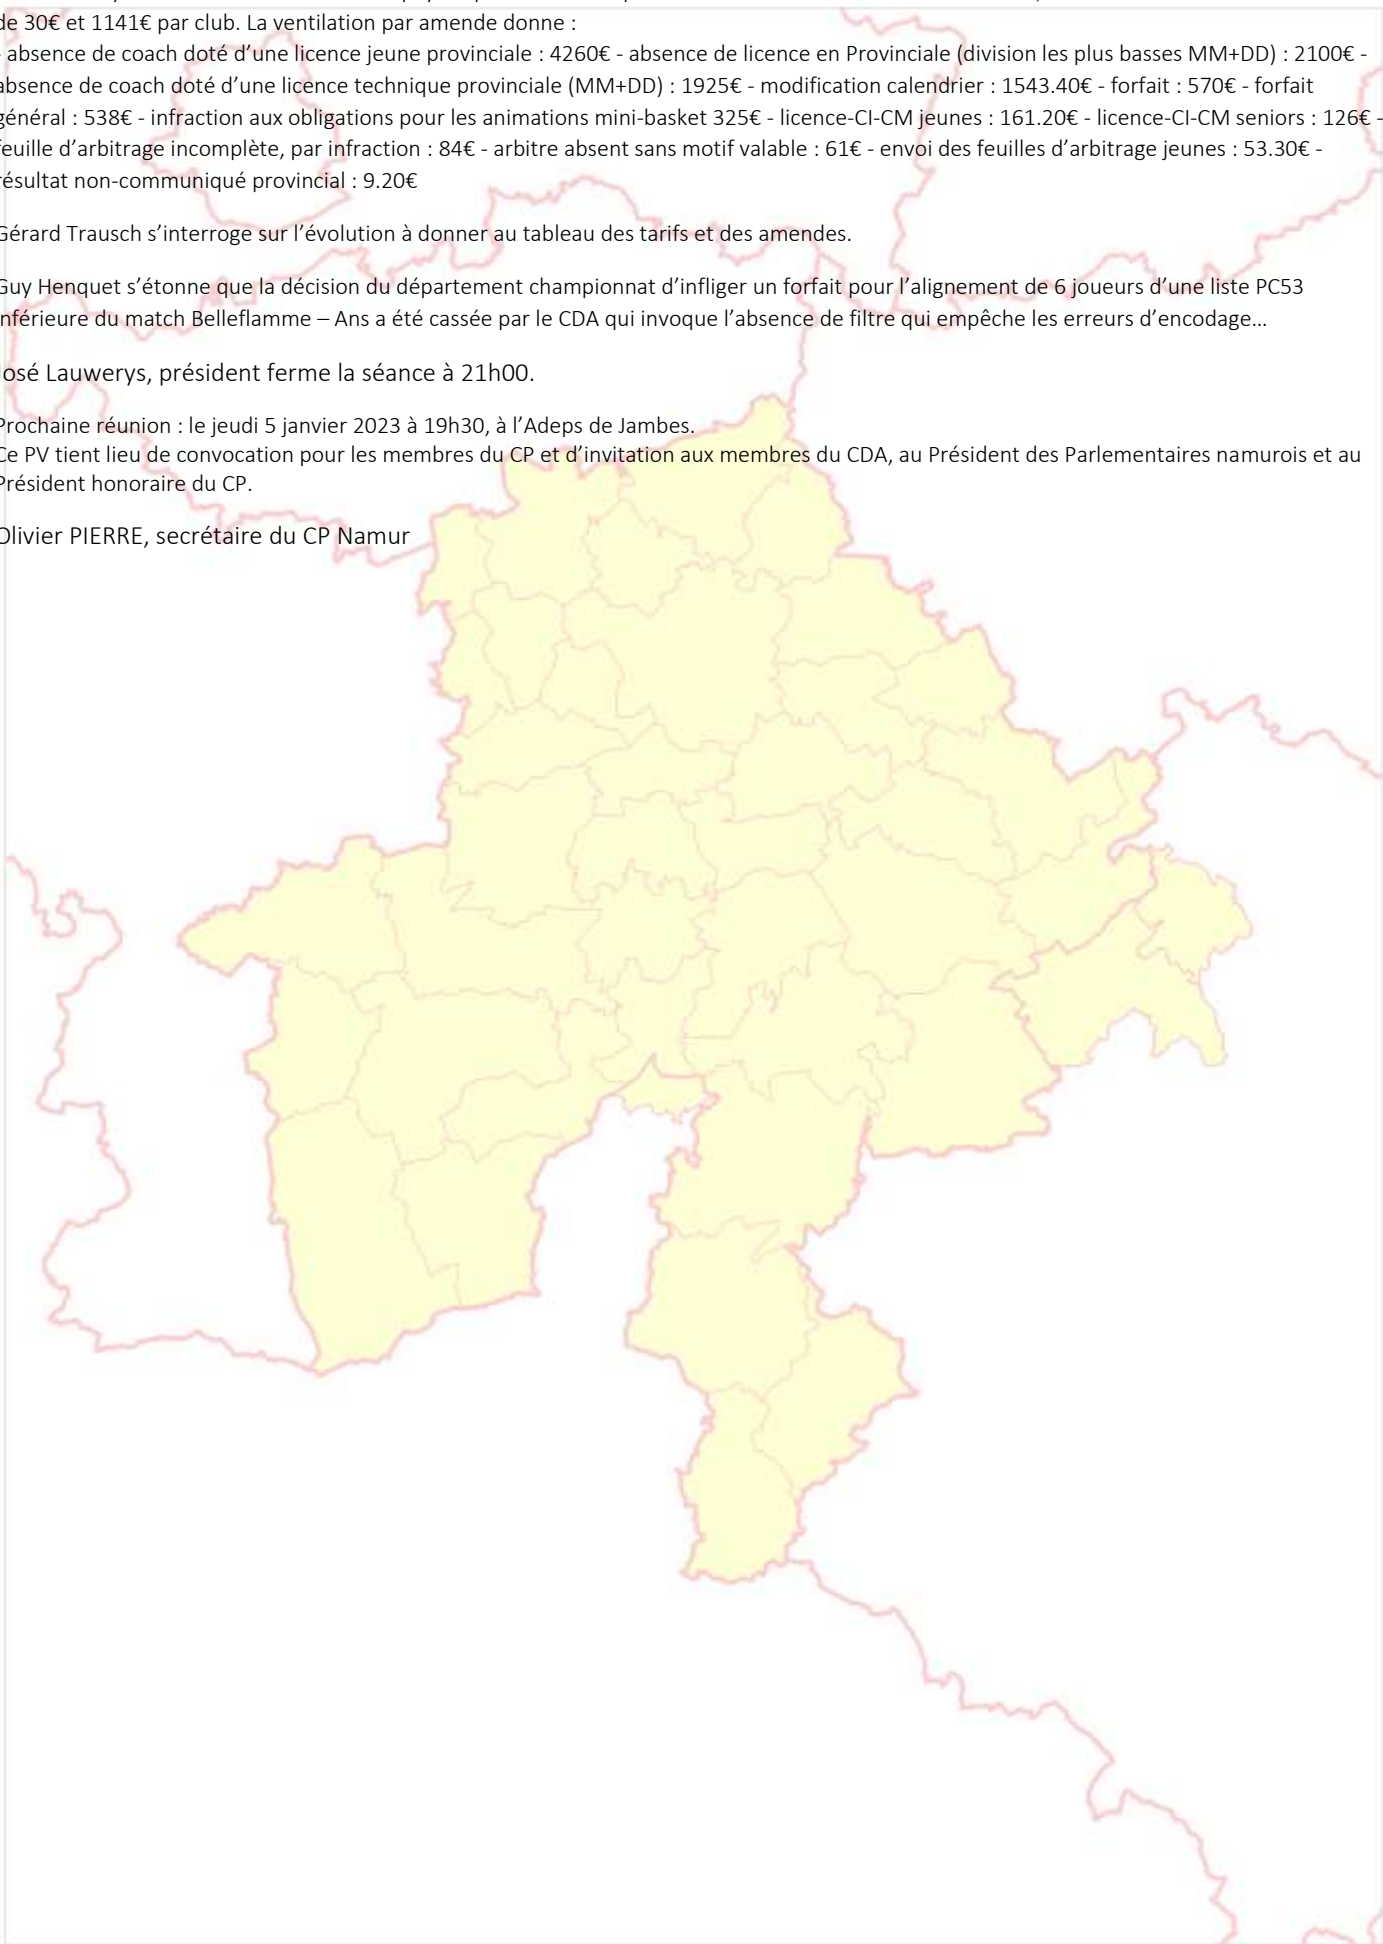 de 30€ et 1141€ par club. La ventilation par amende donne :
- absence de coach doté d’une licence jeune provinciale : 4260€ - absence de licence en Provinciale (division les plus basses MM+DD) : 2100€ -
absence de coach doté d’une licence technique provinciale (MM+DD) : 1925€ - modification calendrier : 1543.40€ - forfait : 570€ - forfait
général : 538€ - infraction aux obligations pour les animations mini-basket 325€ - licence-CI-CM jeunes : 161.20€ - licence-CI-CM seniors : 126€ -
feuille d’arbitrage incomplète, par infraction : 84€ - arbitre absent sans motif valable : 61€ - envoi des feuilles d’arbitrage jeunes : 53.30€ -
résultat non-communiqué provincial : 9.20€
Gérard Trausch s’interroge sur l’évolution à donner au tableau des tarifs et des amendes.
Guy Henquet s’étonne que la décision du département championnat d’infliger un forfait pour l’alignement de 6 joueurs d’une liste PC53
inférieure du match Belleflamme – Ans a été cassée par le CDA qui invoque l’absence de filtre qui empêche les erreurs d’encodage…
José Lauwerys, président ferme la séance à 21h00.
Prochaine réunion : le jeudi 5 janvier 2023 à 19h30, à l’Adeps de Jambes.
Ce PV tient lieu de convocation pour les membres du CP et d’invitation aux membres du CDA, au Président des Parlementaires namurois et au
Président honoraire du CP.
Olivier PIERRE, secrétaire du CP Namur